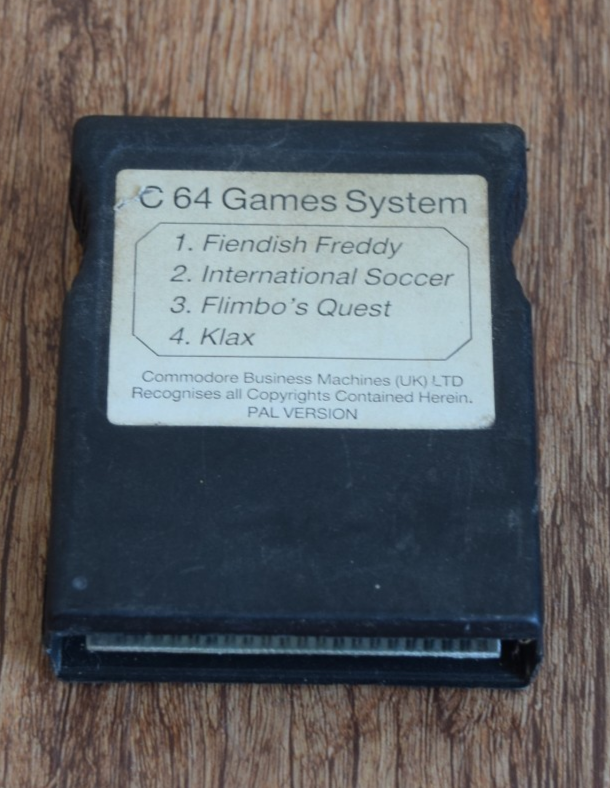 C 64 Games System
1. Fiendish Freddy
2. International Soccer
3. Flimbo's Quest
4. Klax
Commodore Business Machines (UK) LTD
Recognises all Copyrights Contained Herein.
PAL VERSION